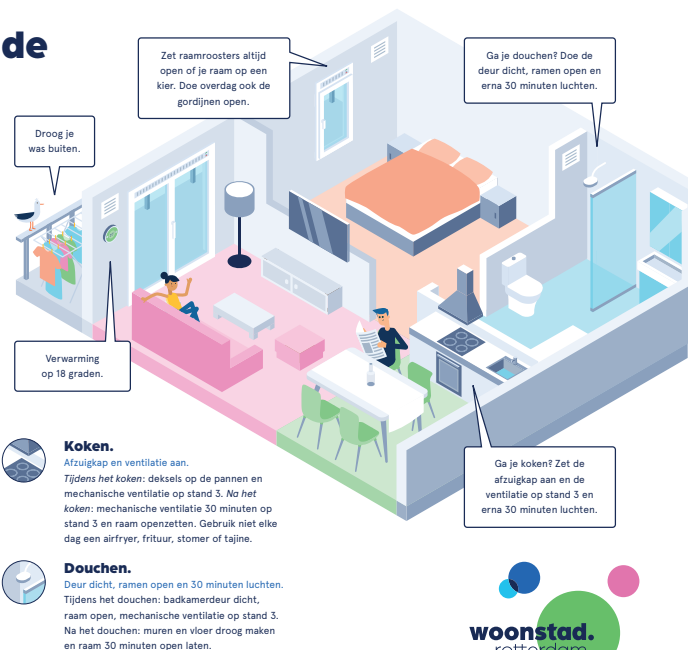 de
Zet raamroosters altijd
open of je raam op een
kier. Doe overdag ook de
gordijnen open.
Ga je douchen? Doe de
deur dicht, ramen open en
erna 30 minuten luchten.
Droog je
was buiten.
Verwarming
op 18 graden.
Koken.
Afzuigkap en ventilatie aan.
Tijdens het koken: deksels op de pannen en
mechanische ventilatie op stand 3. Na het
koken: mechanische ventilatie 30 minuten op
stand 3 en raam openzetten. Gebruik niet elke
dag een airfryer, frituur, stomer of tajine.
Ga je koken? Zet de
afzuigkap aan en de
ventilatie op stand 3 en
erna 30 minuten luchten.
Douchen.
Deur dicht, ramen open en 30 minuten luchten.
Tijdens het douchen: badkamerdeur dicht,
raam open, mechanische ventilatie op stand 3.
Na het douchen: muren en vloer droog maken
en raam 30 minuten open laten.
woonstad.
rotterdam